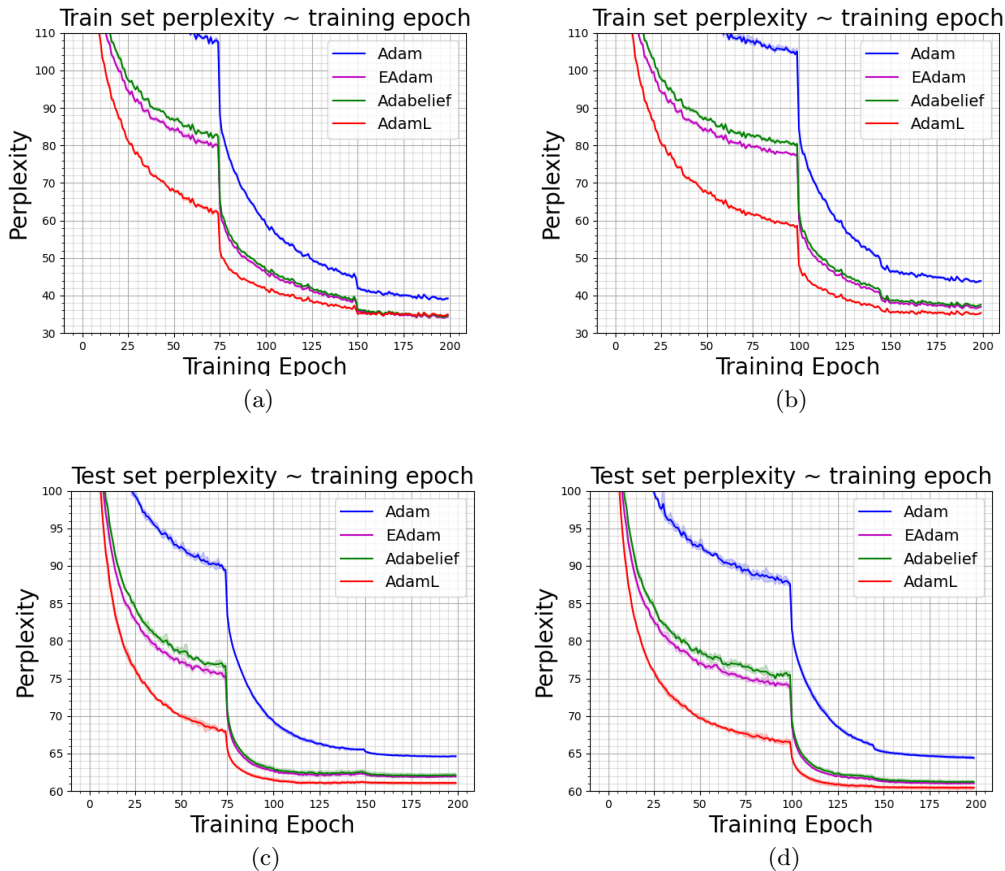 Train set perplexity ~ training epoch
Perplexity
110
100
90
80
70
60
50
40
30
Adam
EAdam
Adabelief
AdamL
0 25 50 75 100 125 150 175 200
Training Epoch
(a)
Train set perplexity ~ training epoch
Perplexity
110
100
90
80
70
60
50
40
30
Adam
EAdam
Adabelief
AdamL
0 25 50 75 100 125 150 175 200
Training Epoch
(b)
Test set perplexity ~ training epoch
Perplexity
100
95
90
85
80
75
70
65
60
Adam
EAdam
Adabelief
AdamL
0 25 50 75 100 125 150 175 200
Training Epoch
(c)
Test set perplexity ~ training epoch
Perplexity
100
95
90
85
80
75
70
65
60
Adam
EAdam
Adabelief
AdamL
0 25 50 75 100 125 150 175 200
Training Epoch
(d)